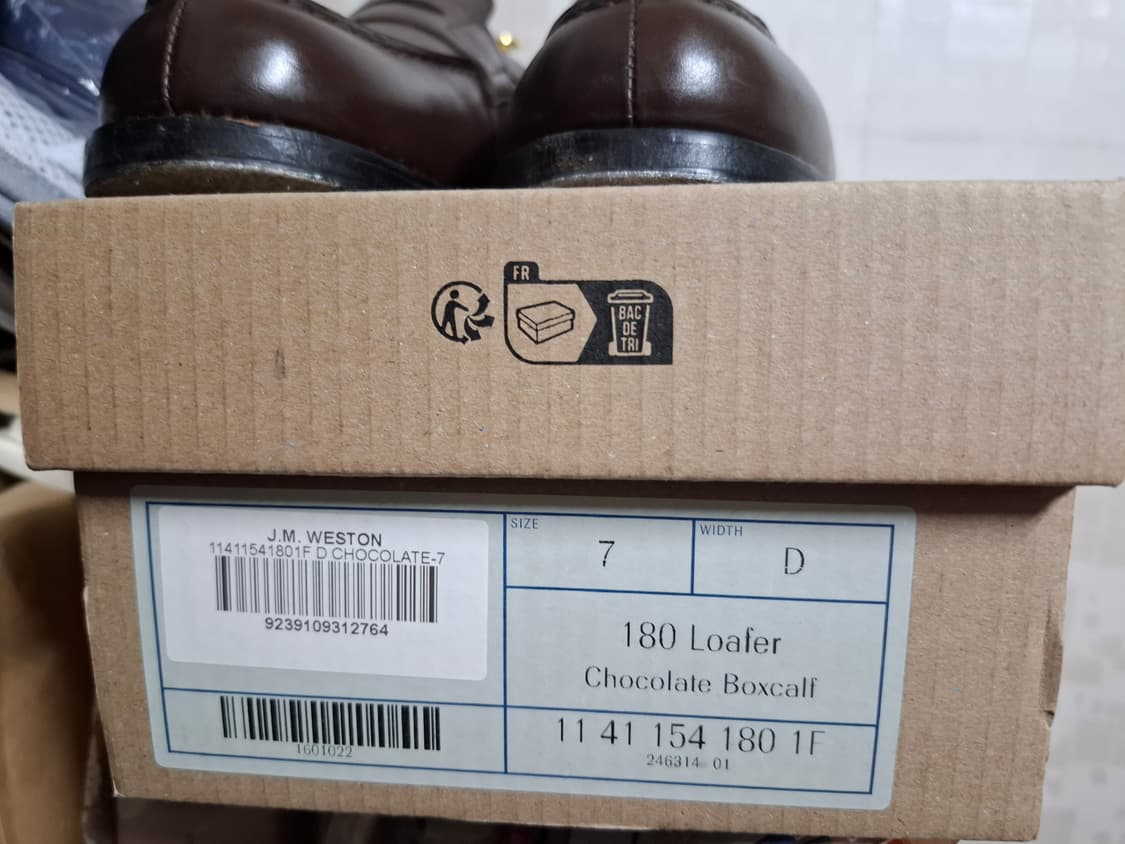 FR
BAC
DE
TRI
J.M. WESTON
11411541801F D CHOCOLATE-7
9239109312764
1601022
SIZE
7
WIDTH
D
180 Loafer
Chocolate Boxcalf
11 41 154 180 1F
246314 01